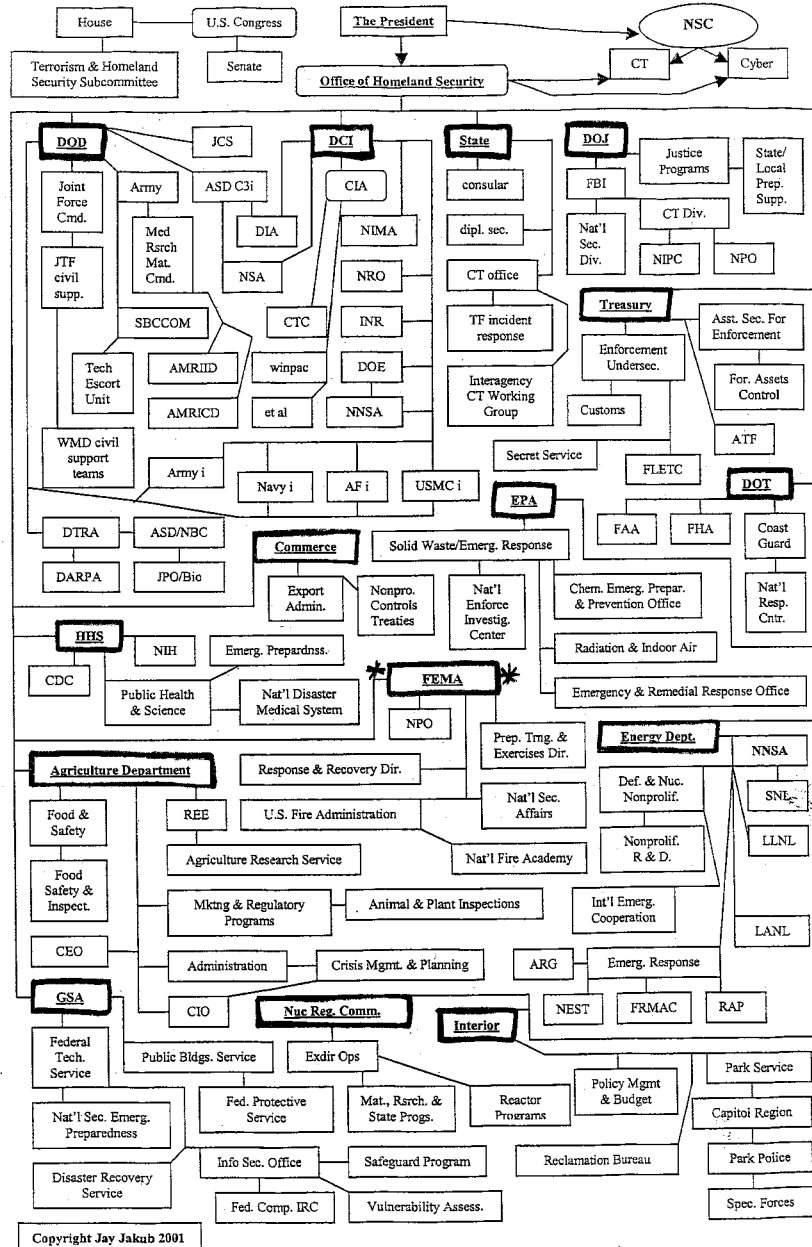 House
U.S. Congress
The President
NSC
Terrorism & Homeland
Security Subcommittee
Senate
Office of Homeland Security
CT
Cyber
DOD
JCS
DCI
State
DOJ
Justice
Programs
State/
Local
Prep.
Supp.
Joint
Force
Cmd.
Army
ASD C3i
CIA
consular
FBI
Med
Rsrch
Mat.
Cmd.
DIA
NIMA
dipl. sec.
Nat'l
Sec.
Div.
CT Div.
JTF
civil
supp.
NSA
NRO
CT office
NIPC
NPO
SBCCOM
CTC
INR
TF incident
response
Treasury
Asst. Sec. For
Enforcement
Tech
Escort
Unit
AMRIID
winpac
DOE
Interagency
CT Working
Group
Enforcement
Undersec.
For. Assets
Control
AMRICD
et al
NNSA
Customs
ATF
WMD civil
support
teams
Army i
Navy i
AF i
USMC i
Secret Service
FLETC
DOT
EPA
DTRA
ASD/NBC
Commerce
Solid Waste/Emerg. Response
FAA
FHA
Coast
Guard
DARPA
JPO/Bio
Export
Admin.
Nonpro.
Controls
Treaties
Nat'l
Enforce
Investig.
Center
Chem. Emerg. Prepar.
& Prevention Office
Nat'l
Resp.
Cntr.
HHS
NIH
Emerg. Prepardnss.
Radiation & Indoor Air
CDC
Public Health
& Science
Nat'l Disaster
Medical System
* FEMA *
Emergency & Remedial Response Office
NPO
Prep. Trng. &
Exercises Dir.
Energy Dept.
NNSA
Agriculture Department
Response & Recovery Dir.
Def. & Nuc.
Nonprolif.
SNL
Food &
Safety
REE
U.S. Fire Administration
Nat'l Sec.
Affairs
Nonprolif.
R & D.
LLNL
Agriculture Research Service
Nat'l Fire Academy
Food
Safety &
Inspect.
Mktng & Regulatory
Programs
Animal & Plant Inspections
Int'l Emerg.
Cooperation
LANL
CEO
Administration
Crisis Mgmt. & Planning
ARG
Emerg. Response
GSA
CIO
Nuc Reg. Comm.
Interior
NEST
FRMAC
RAP
Federal
Tech.
Service
Public Bldgs. Service
Exdir Ops
Park Service
Fed. Protective
Service
Mat., Rsrch. &
State Progs.
Reactor
Programs
Policy Mgmt
& Budget
Capitol Region
Nat'l Sec. Emerg.
Preparedness
Info Sec. Office
Safeguard Program
Reclamation Bureau
Park Police
Disaster Recovery
Service
Fed. Comp. IRC
Vulnerability Assess.
Spec. Forces
Copyright Jay Jakub 2001